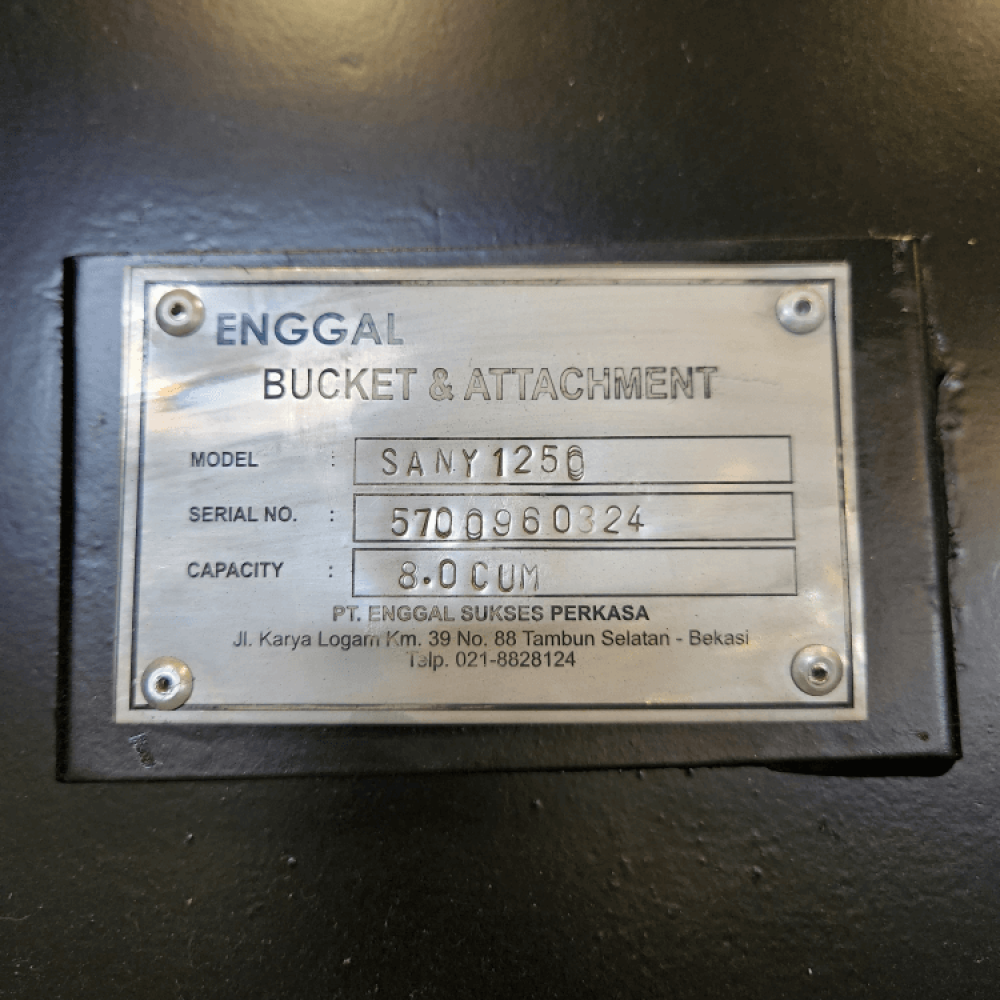 ENGGAL
BUCKET & ATTACHMENT
MODEL : SANY 1250
SERIAL NO. : 5700960324
CAPACITY : 8.0 CUM
PT. ENGGAL SUKSES PERKASA
Jl. Karya Logam Km. 39 No. 88 Tambun Selatan - Bekasi
Telp. 021-8828124